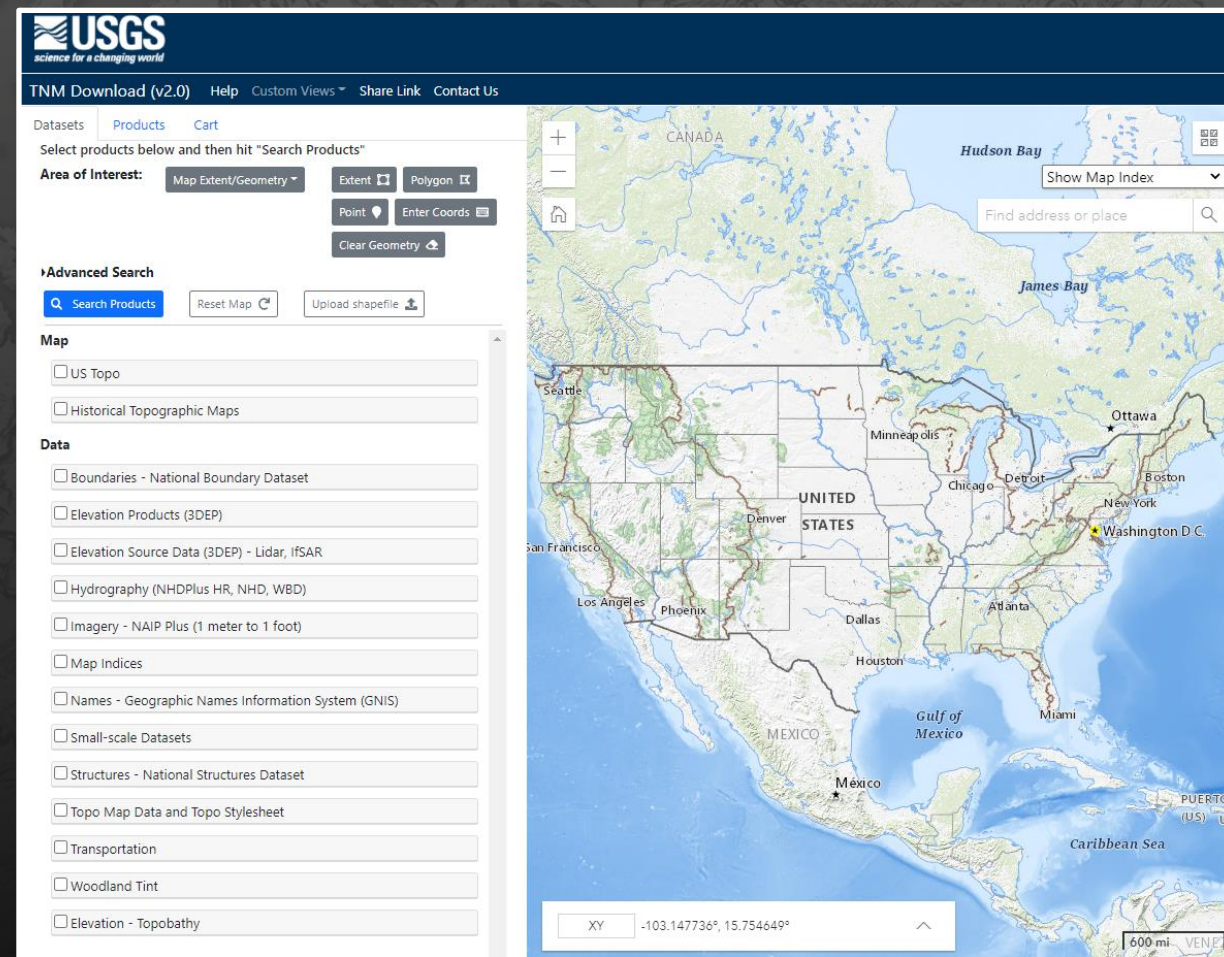 USGS
science for a changing world
TNM Download (v2.0) Help Custom Views Share Link Contact Us
Datasets Products Cart
Select products below and then hit "Search Products"
Area of Interest: Map Extent/Geometry Extent Polygon
Point Enter Coords
Clear Geometry
Advanced Search
Search Products Reset Map Upload shapefile
Map
US Topo
Historical Topographic Maps
Data
Boundaries - National Boundary Dataset
Elevation Products (3DEP)
Elevation Source Data (3DEP) - Lidar, IfSAR
Hydrography (NHDPlus HR, NHD, WBD)
Imagery - NAIP Plus (1 meter to 1 foot)
Map Indices
Names - Geographic Names Information System (GNIS)
Small-scale Datasets
Structures - National Structures Dataset
Topo Map Data and Topo Stylesheet
Transportation
Woodland Tint
Elevation - Topobathy
CANADA
Hudson Bay
Show Map Index
Find address or place
James Bay
Seattle
Ottawa
Minneapolis
Chicago
Detroit
Boston
New York
UNITED
STATES
Denver
Washington D.C.
San Francisco
Los Angeles
Phoenix
Atlanta
Dallas
Houston
Gulf of
Mexico
Miami
MEXICO
México
PUERTO
(US)
Caribbean Sea
XY -103.147736°, 15.754649°
600 mi
VENEZ